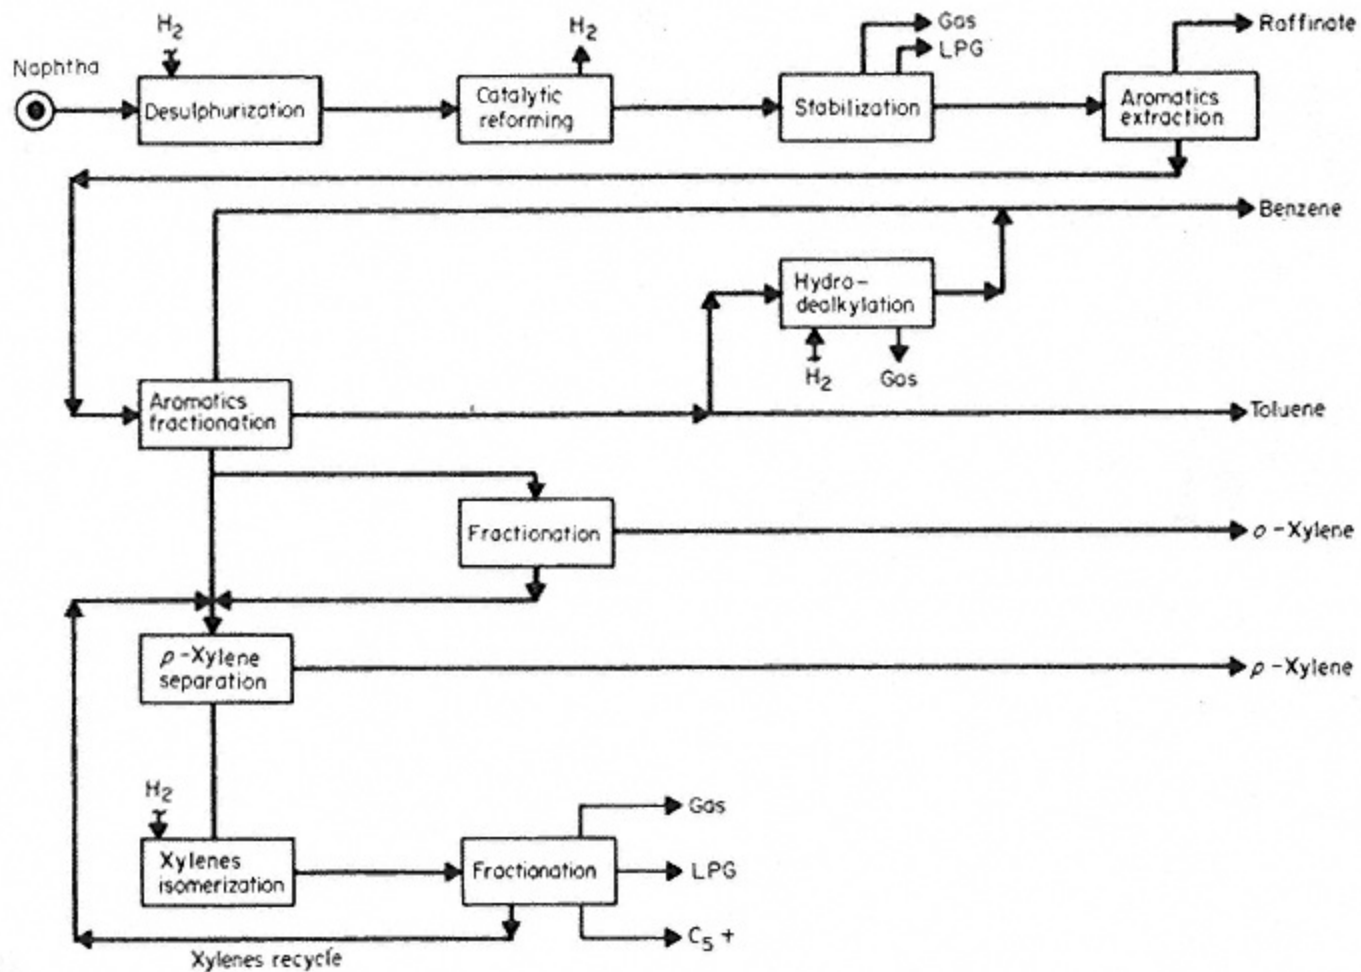 H2
H2
Gas
LPG
Raffinate
Naphtha
Desulphurization
Catalytic
reforming
Stabilization
Aromatics
extraction
Benzene
Hydro-
dealkylation
H2
Gas
Aromatics
fractionation
Toluene
Fractionation
o-Xylene
p-Xylene
separation
p-Xylene
H2
Gas
Xylenes
isomerization
Fractionation
LPG
C5 +
Xylenes recycle